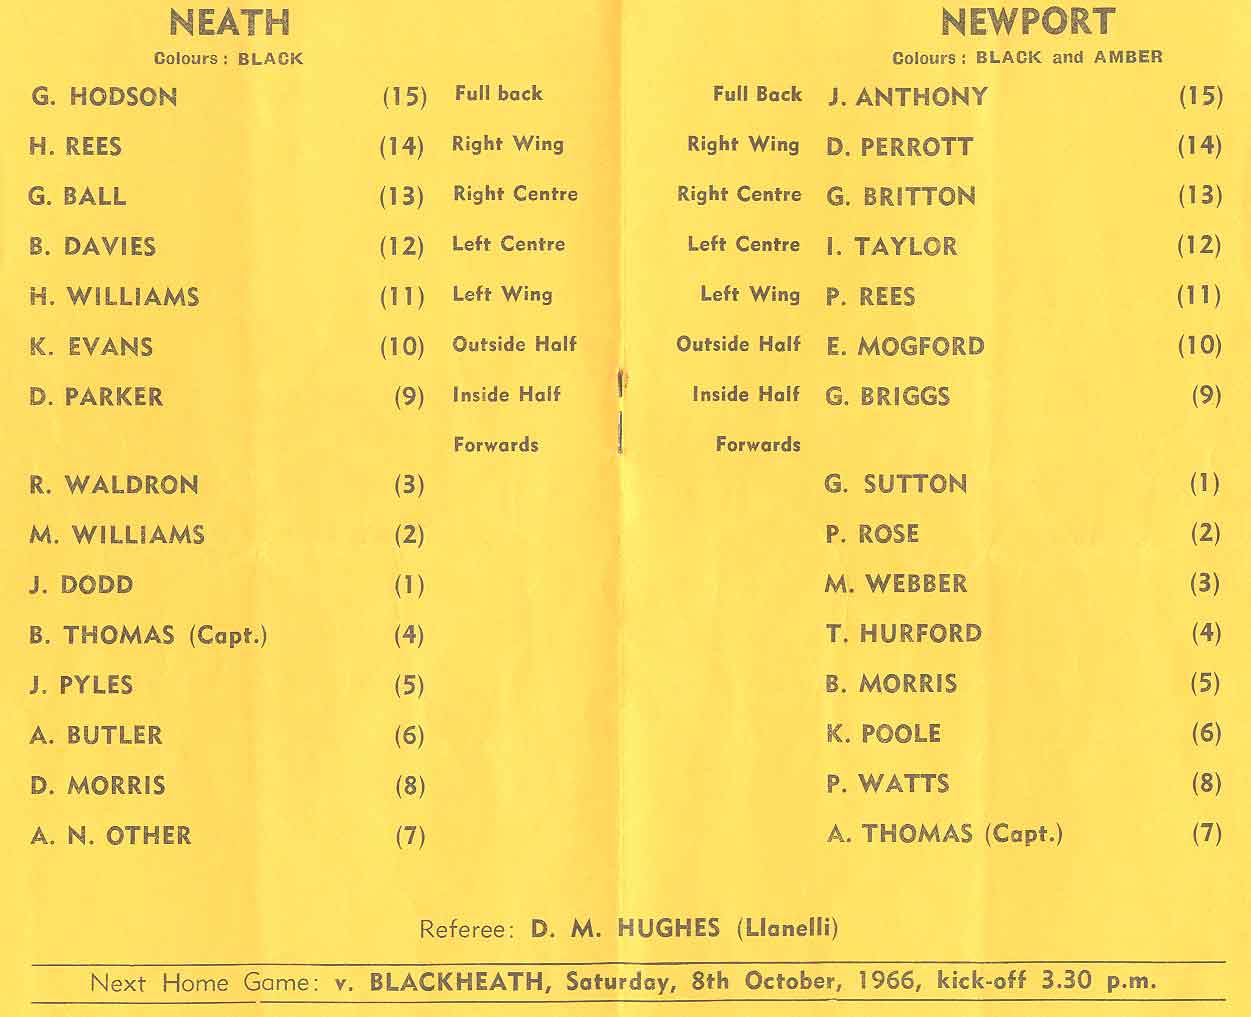 NEATH NEWPORT
Colours : BLACK Colours : BLACK and AMBER
G. HODSON (15) Full back Full Back J. ANTHONY (15)
H. REES (14) Right Wing Right Wing D. PERROTT (14)
G. BALL (13) Right Centre Right Centre G. BRITTON (13)
B. DAVIES (12) Left Centre Left Centre I. TAYLOR (12)
H. WILLIAMS (11) Left Wing Left Wing P. REES (11)
K. EVANS (10) Outside Half Outside Half E. MOGFORD (10)
D. PARKER (9) Inside Half Inside Half G. BRIGGS (9)
Forwards Forwards
R. WALDRON (3) G. SUTTON (1)
M. WILLIAMS (2) P. ROSE (2)
J. DODD (1) M. WEBBER (3)
B. THOMAS (Capt.) (4) T. HURFORD (4)
J. PYLES (5) B. MORRIS (5)
A. BUTLER (6) K. POOLE (6)
D. MORRIS (8) P. WATTS (8)
A. N. OTHER (7) A. THOMAS (Capt.) (7)
Referee: D. M. HUGHES (Llanelli)
Next Home Game: v. BLACKHEATH, Saturday, 8th October, 1966, kick-off 3.30 p.m.